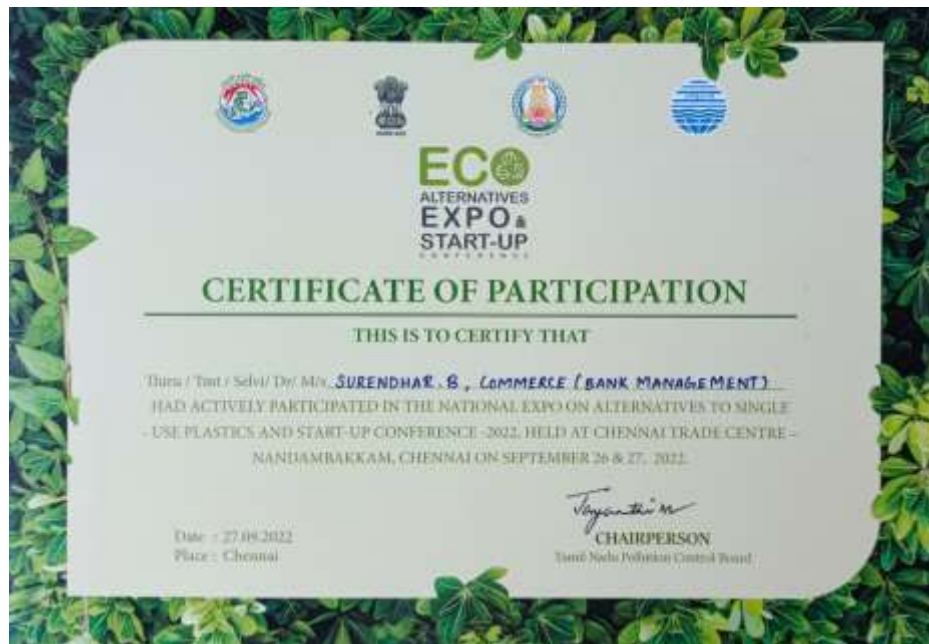 ECO
ALTERNATIVES
EXPO &
START-UP
CONFERENCE
CERTIFICATE OF PARTICIPATION
THIS IS TO CERTIFY THAT
Thiru / Tmt / Selvi/ Dr/ M/s. SURENDHAR. B, COMMERCE (BANK MANAGEMENT)
HAD ACTIVELY PARTICIPATED IN THE NATIONAL EXPO ON ALTERNATIVES TO SINGLE
- USE PLASTICS AND START-UP CONFERENCE -2022, HELD AT CHENNAI TRADE CENTRE –
NANDAMBAKKAM, CHENNAI ON SEPTEMBER 26 & 27, 2022.
Jayanthi M
Date : 27.09.2022
Place : Chennai
CHAIRPERSON
Tamil Nadu Pollution Control Board